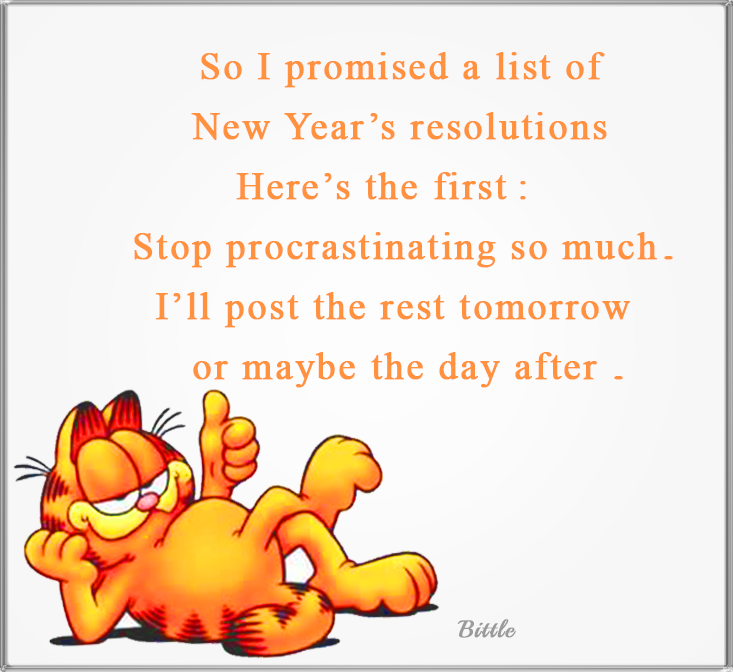 So I promised a list of
New Year’s resolutions
Here’s the first :
Stop procrastinating so much.
I’ll post the rest tomorrow
or maybe the day after .
Bittle